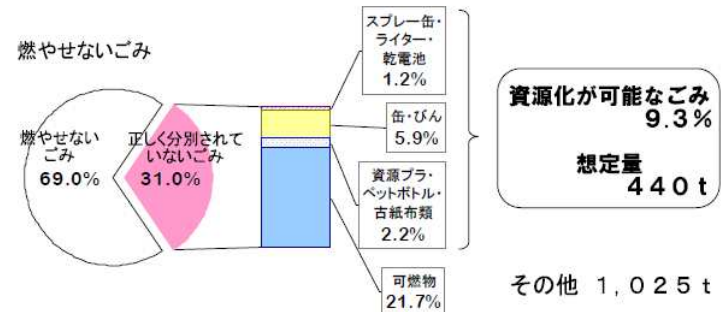 燃やせないごみ
燃やせない
ごみ
69.0%
正しく分別されて
いないごみ
31.0%
スプレー缶・
ライター・
乾電池
1.2%
缶・びん
5.9%
資源プラ・
ペットボトル・
古紙布類
2.2%
可燃物
21.7%
資源化が可能なごみ
9.3%
想定量
440t
その他 1,025t